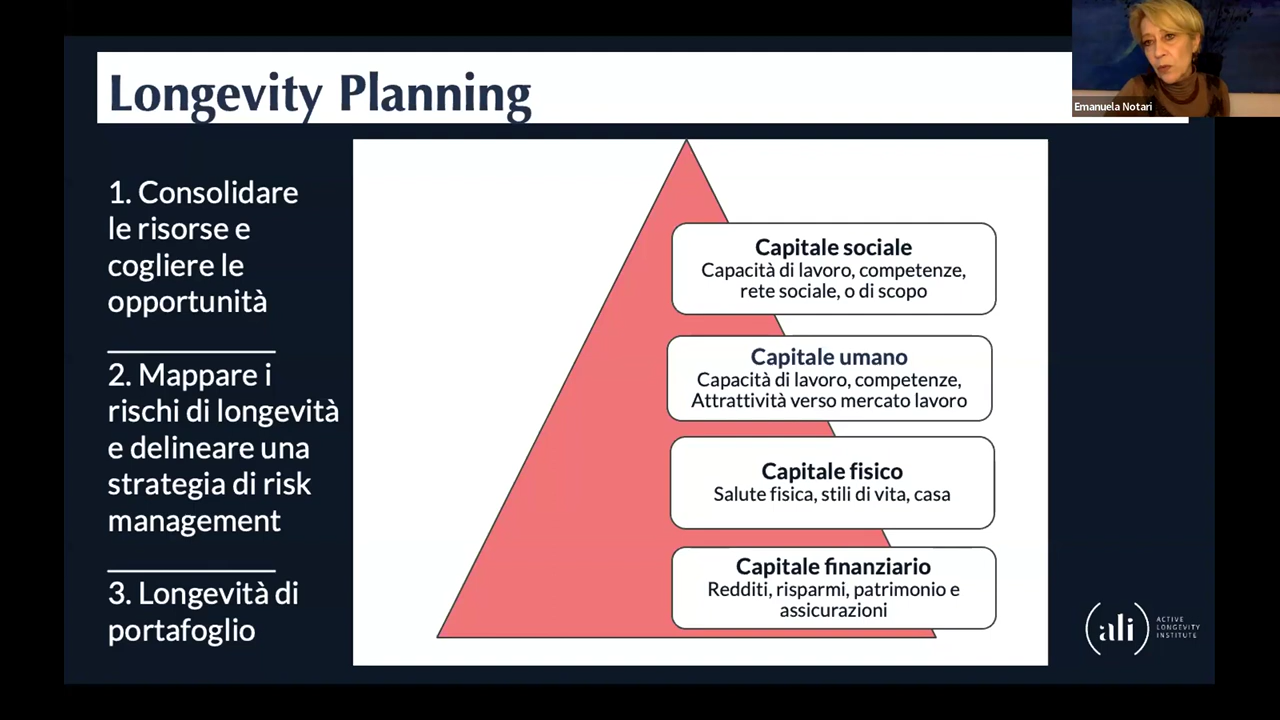 Longevity Planning
Emanuela Notari
1. Consolidare
le risorse e
cogliere le
opportunità
2. Mappare i
rischi di longevità
e delineare una
strategia di risk
management
3. Longevità di
portafoglio
Capitale sociale
Capacità di lavoro, competenze,
rete sociale, o di scopo
Capitale umano
Capacità di lavoro, competenze,
Attrattività verso mercato lavoro
Capitale fisico
Salute fisica, stili di vita, casa
Capitale finanziario
Redditi, risparmi, patrimonio e
assicurazioni
ali
ACTIVE
LONGEVITY
INSTITUTE